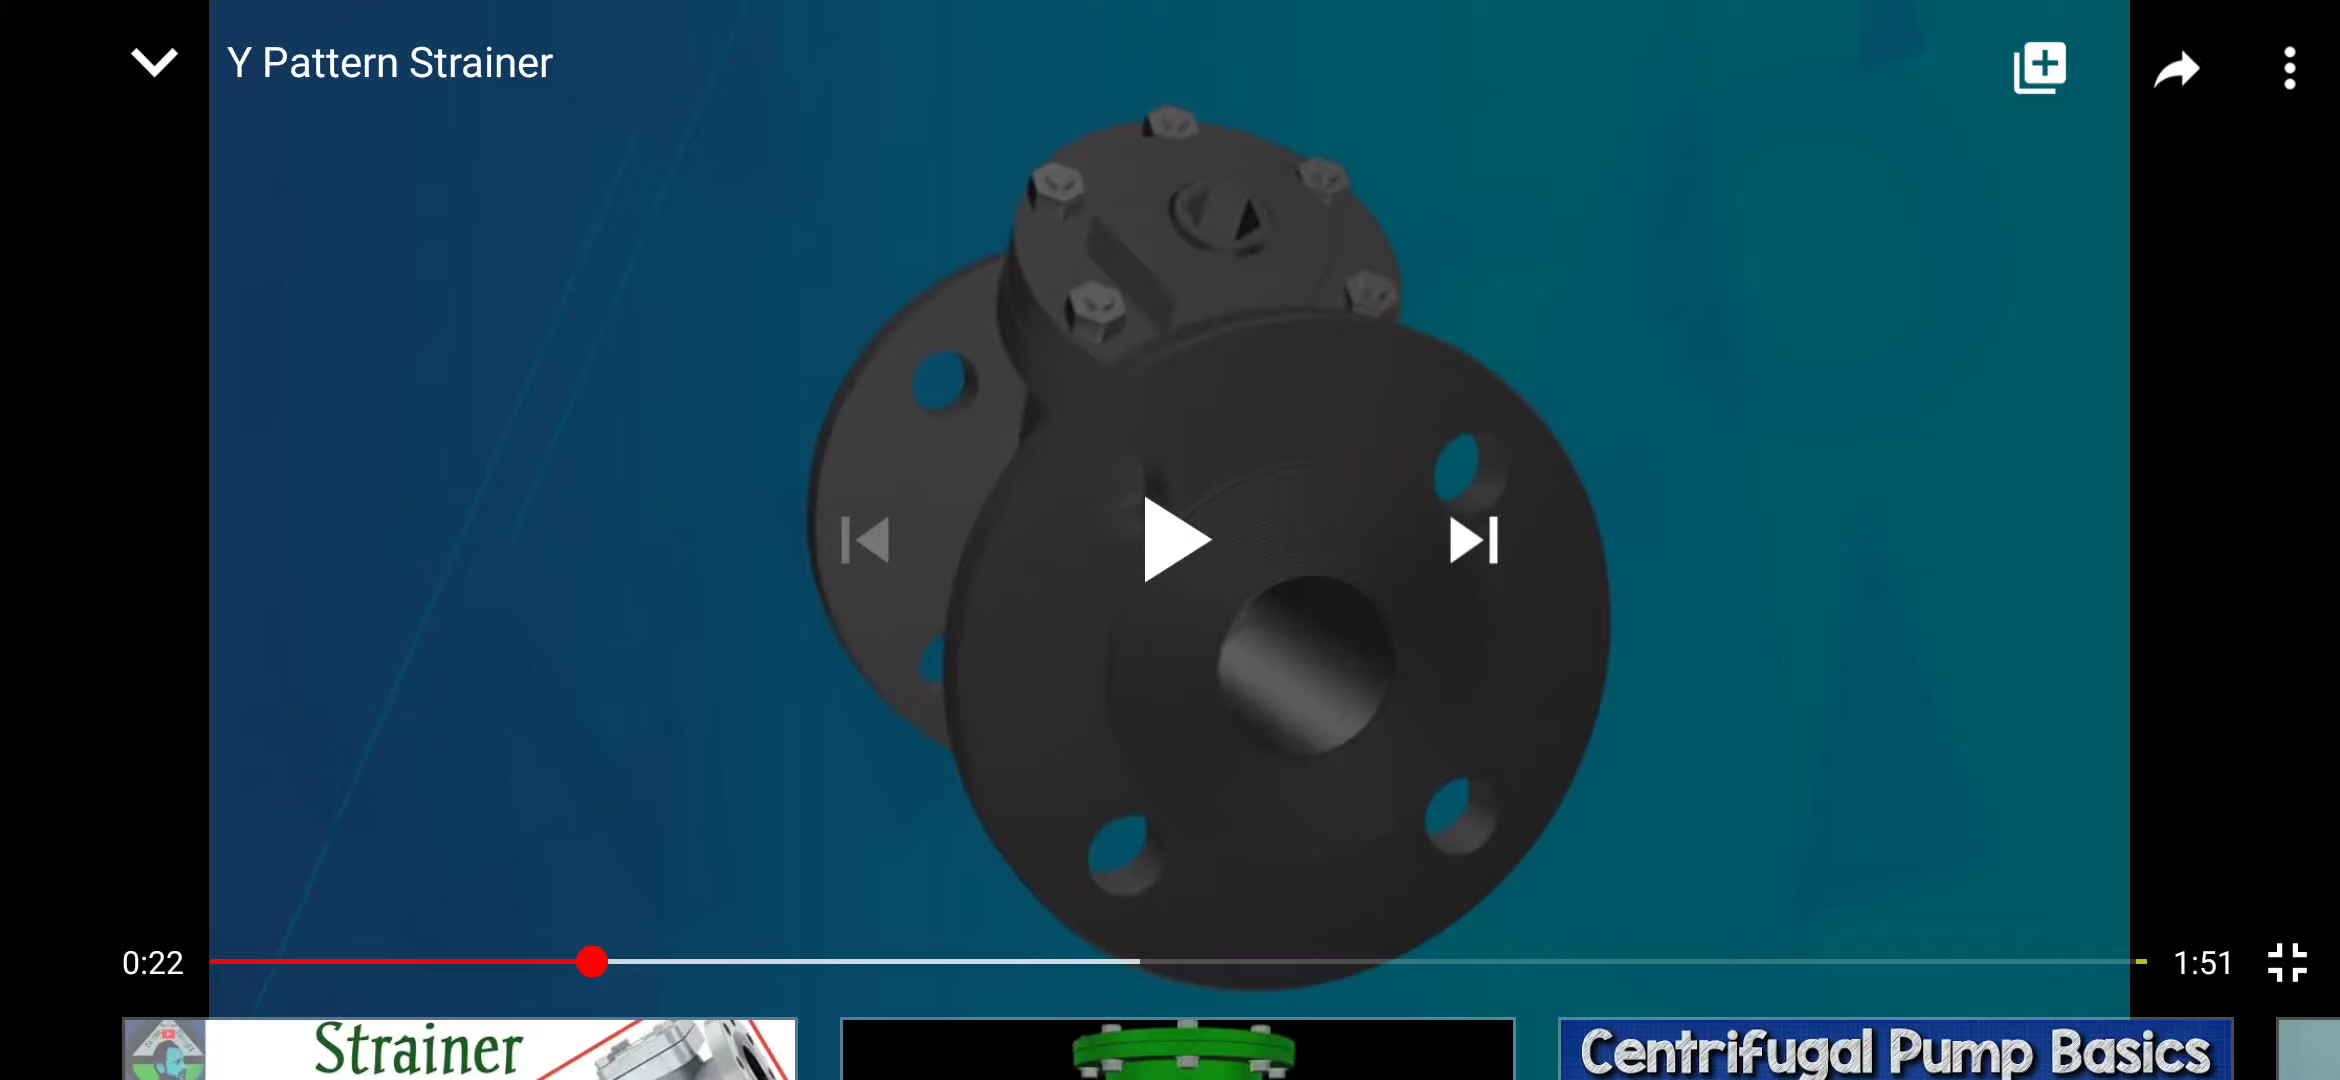 Y Pattern Strainer
0:22
1:51
Strainer
Centrifugal Pump Basics